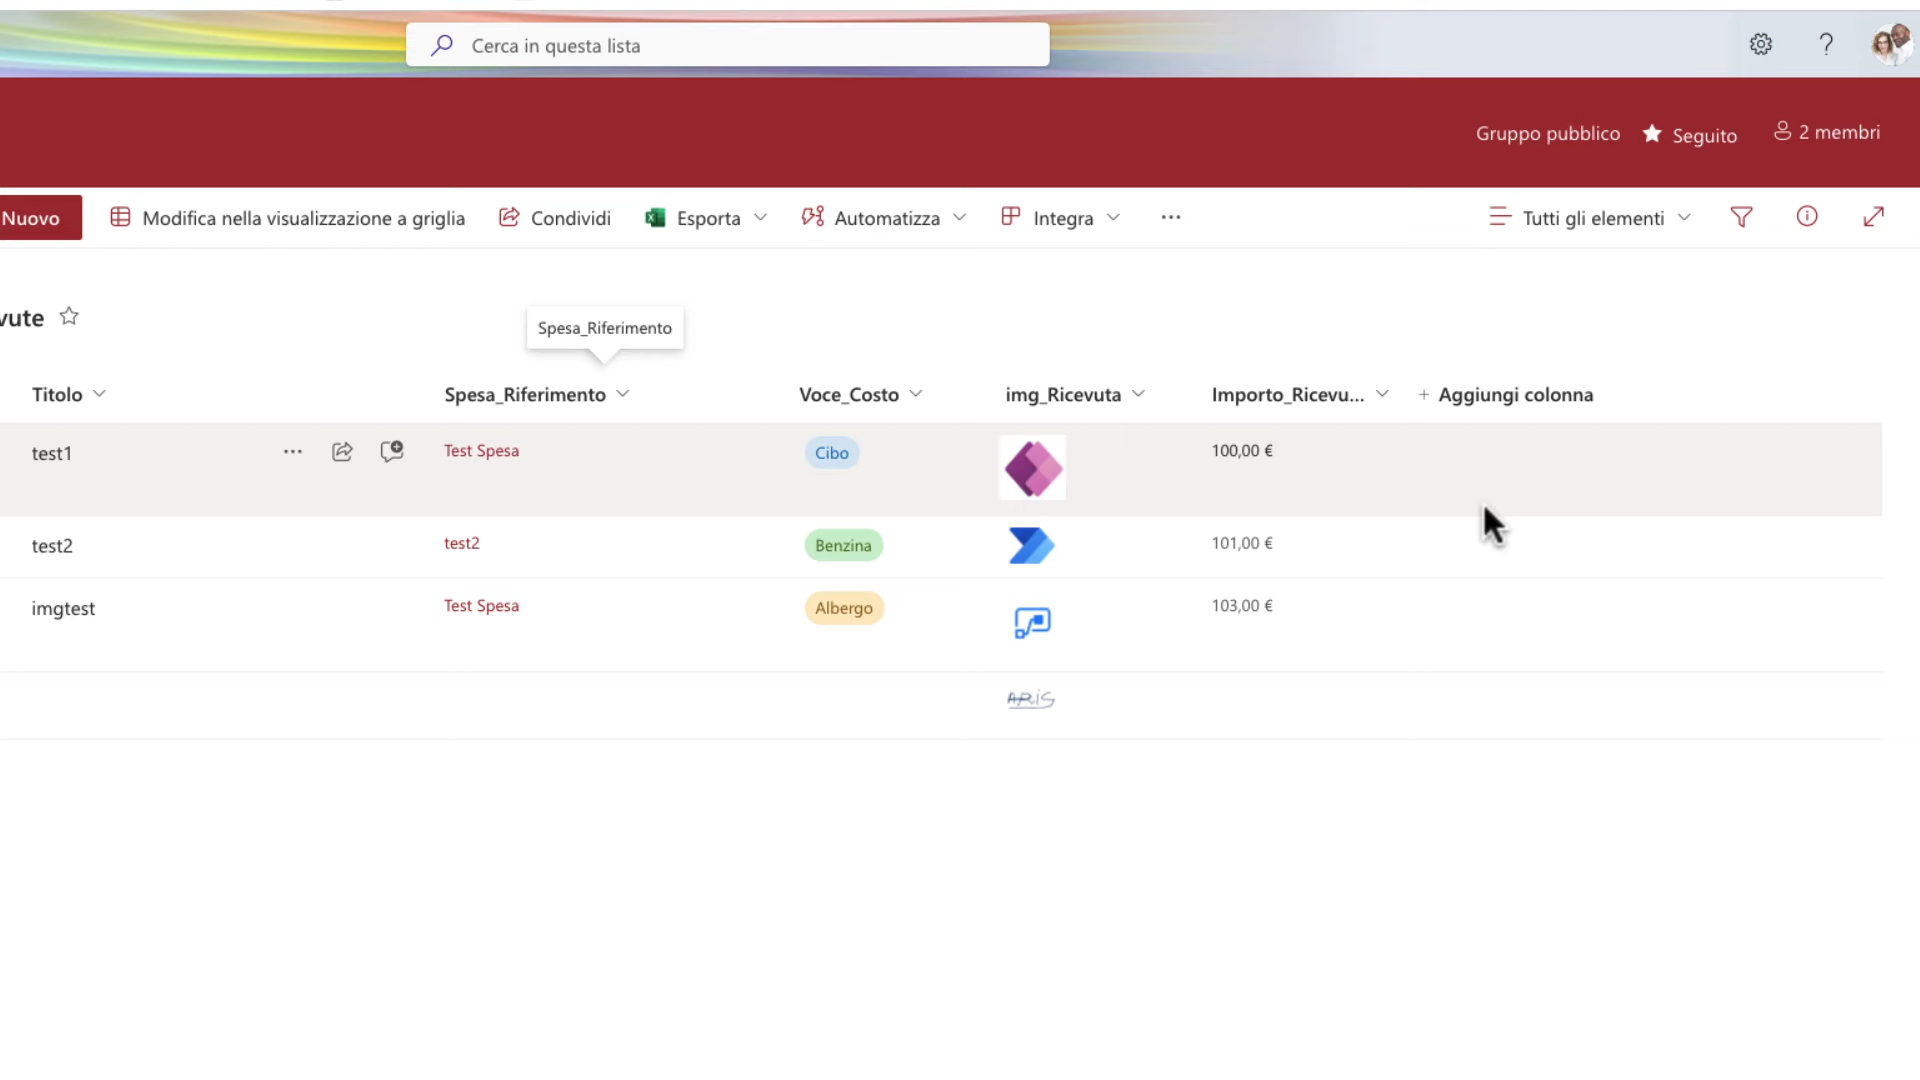 Cerca in questa lista
Gruppo pubblico Seguito 2 membri
Nuovo Modifica nella visualizzazione a griglia Condividi Esporta Automatizza Integra ... Tutti gli elementi
vute
Spesa_Riferimento
Titolo Spesa_Riferimento Voce_Costo img_Ricevuta Importo_Ricevu... + Aggiungi colonna
test1 Test Spesa Cibo 100,00 €
test2 test2 Benzina 101,00 €
imgtest Test Spesa Albergo 103,00 €
ARIS